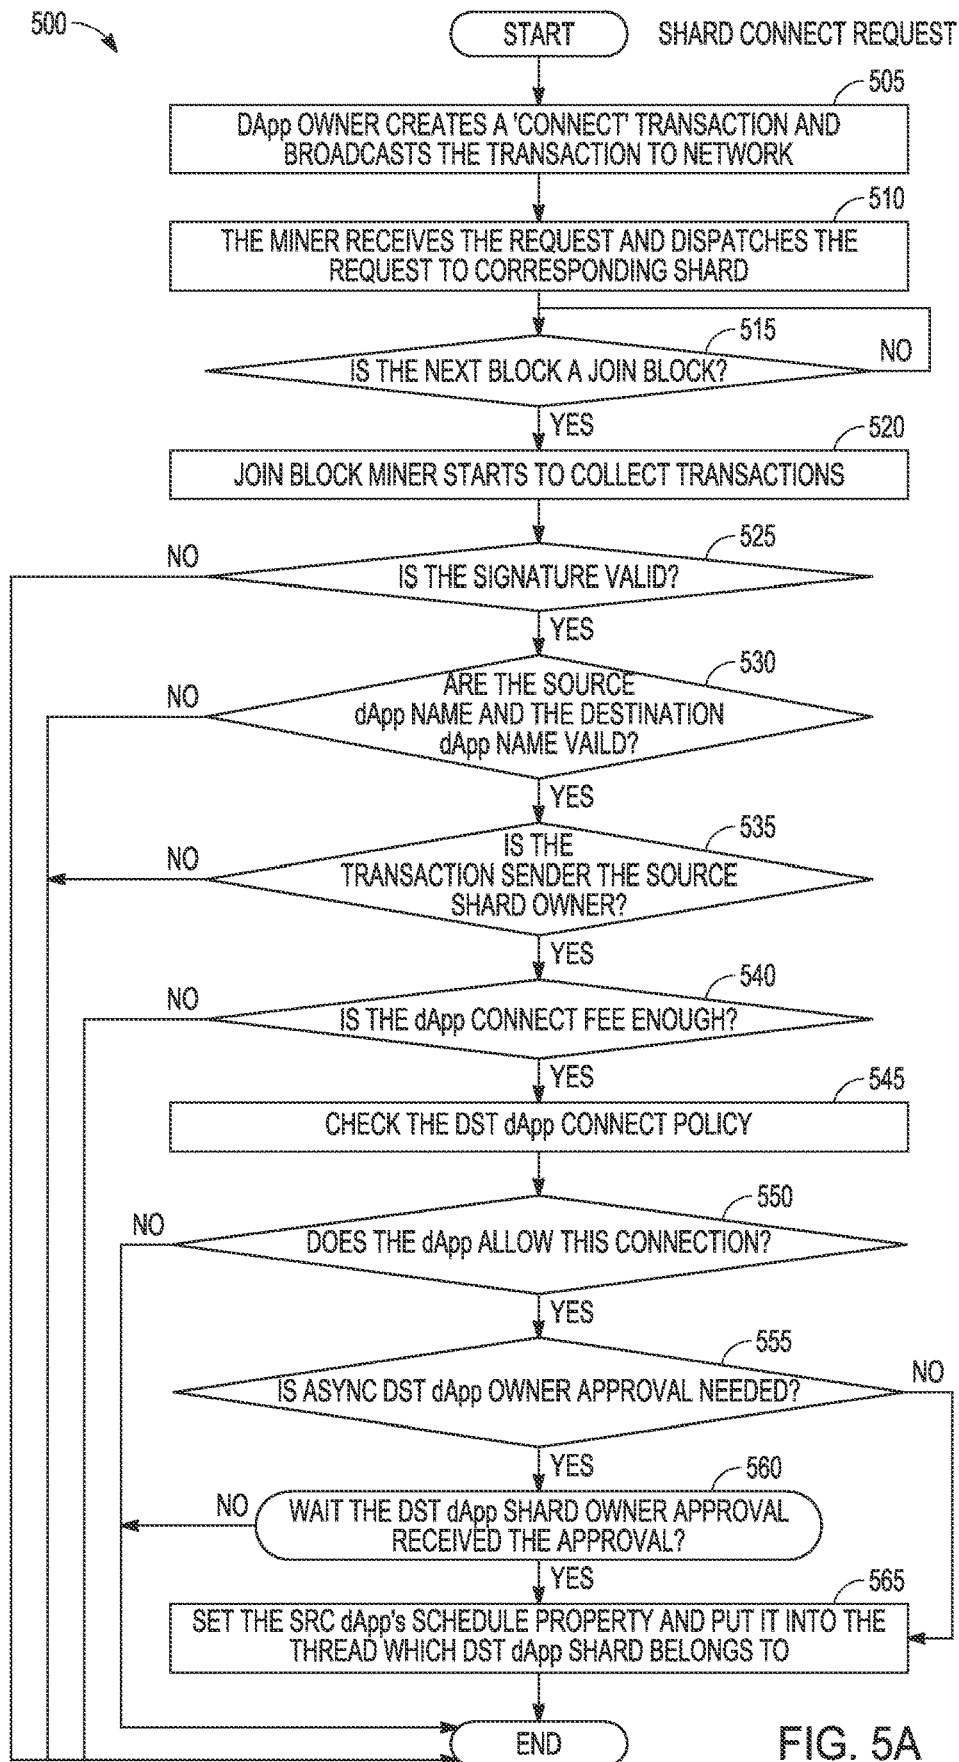 500
START
SHARD CONNECT REQUEST
505
DApp OWNER CREATES A 'CONNECT' TRANSACTION AND
BROADCASTS THE TRANSACTION TO NETWORK
510
THE MINER RECEIVES THE REQUEST AND DISPATCHES THE
REQUEST TO CORRESPONDING SHARD
515
IS THE NEXT BLOCK A JOIN BLOCK?
NO
YES
520
JOIN BLOCK MINER STARTS TO COLLECT TRANSACTIONS
525
NO
IS THE SIGNATURE VALID?
YES
530
NO
ARE THE SOURCE
dApp NAME AND THE DESTINATION
dApp NAME VAILD?
YES
535
NO
IS THE
TRANSACTION SENDER THE SOURCE
SHARD OWNER?
YES
540
NO
IS THE dApp CONNECT FEE ENOUGH?
YES
545
CHECK THE DST dApp CONNECT POLICY
550
NO
DOES THE dApp ALLOW THIS CONNECTION?
YES
555
IS ASYNC DST dApp OWNER APPROVAL NEEDED?
NO
YES
560
NO
WAIT THE DST dApp SHARD OWNER APPROVAL
RECEIVED THE APPROVAL?
YES
565
SET THE SRC dApp's SCHEDULE PROPERTY AND PUT IT INTO THE
THREAD WHICH DST dApp SHARD BELONGS TO
END
FIG. 5A